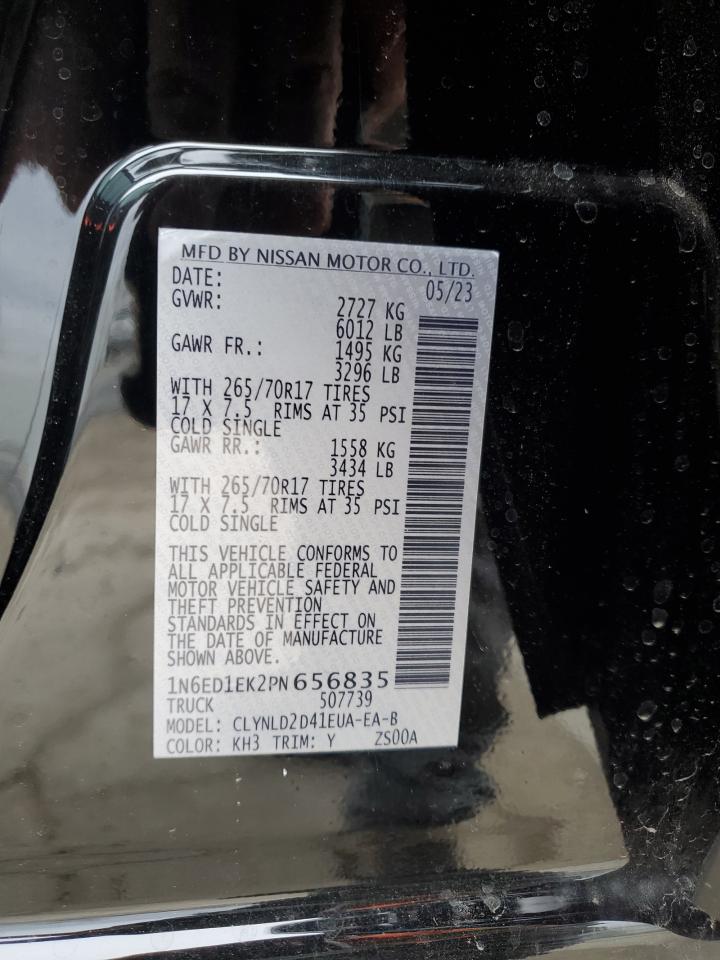 MFD BY NISSAN MOTOR CO., LTD.
DATE: 05/23
GVWR: 2727 KG
6012 LB
GAWR FR.: 1495 KG
3296 LB
WITH 265/70R17 TIRES
17 X 7.5 RIMS AT 35 PSI
COLD SINGLE
GAWR RR.: 1558 KG
3434 LB
WITH 265/70R17 TIRES
17 X 7.5 RIMS AT 35 PSI
COLD SINGLE
THIS VEHICLE CONFORMS TO
ALL APPLICABLE FEDERAL
MOTOR VEHICLE SAFETY AND
THEFT PREVENTION
STANDARDS IN EFFECT ON
THE DATE OF MANUFACTURE
SHOWN ABOVE.
1N6ED1EK2PN656835
TRUCK 507739
MODEL: CLYNLD2D41EUA-EA-B
COLOR: KH3 TRIM: Y ZS00A